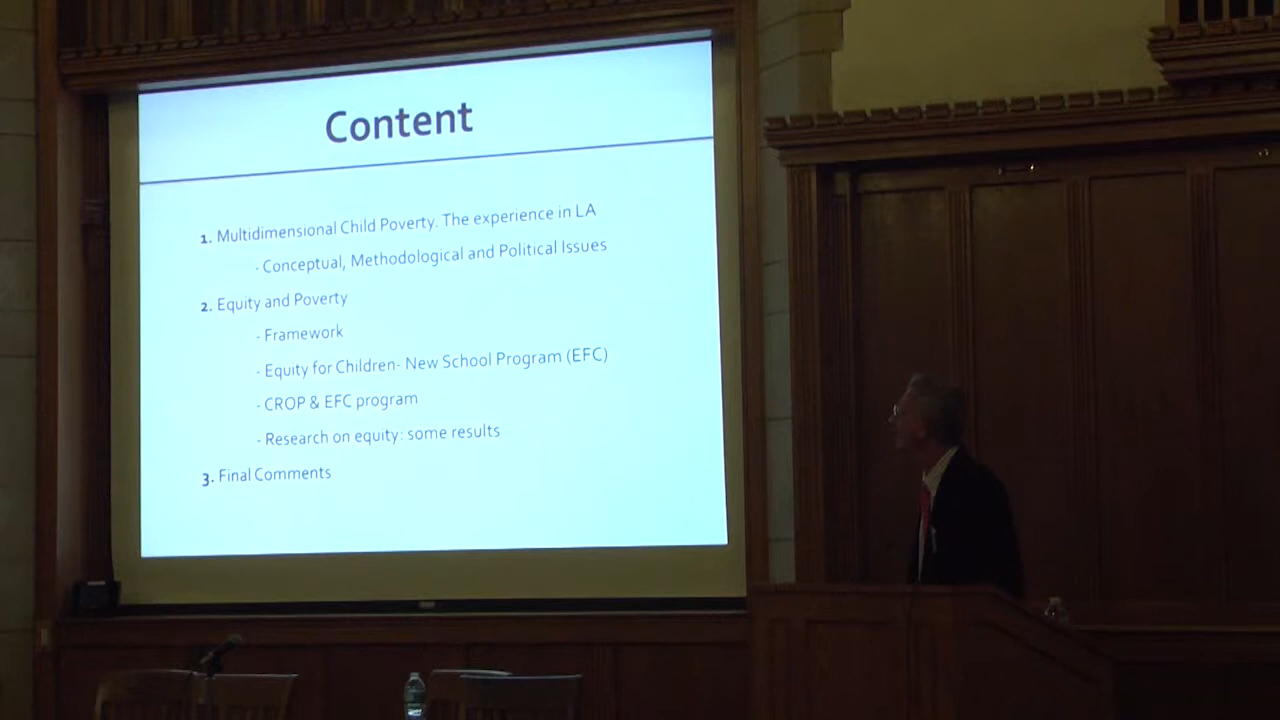 Content
1. Multidimensional Child Poverty. The experience in LA
- Conceptual, Methodological and Political Issues
2. Equity and Poverty
- Framework
- Equity for Children- New School Program (EFC)
- CROP & EFC program
- Research on equity: some results
3. Final Comments